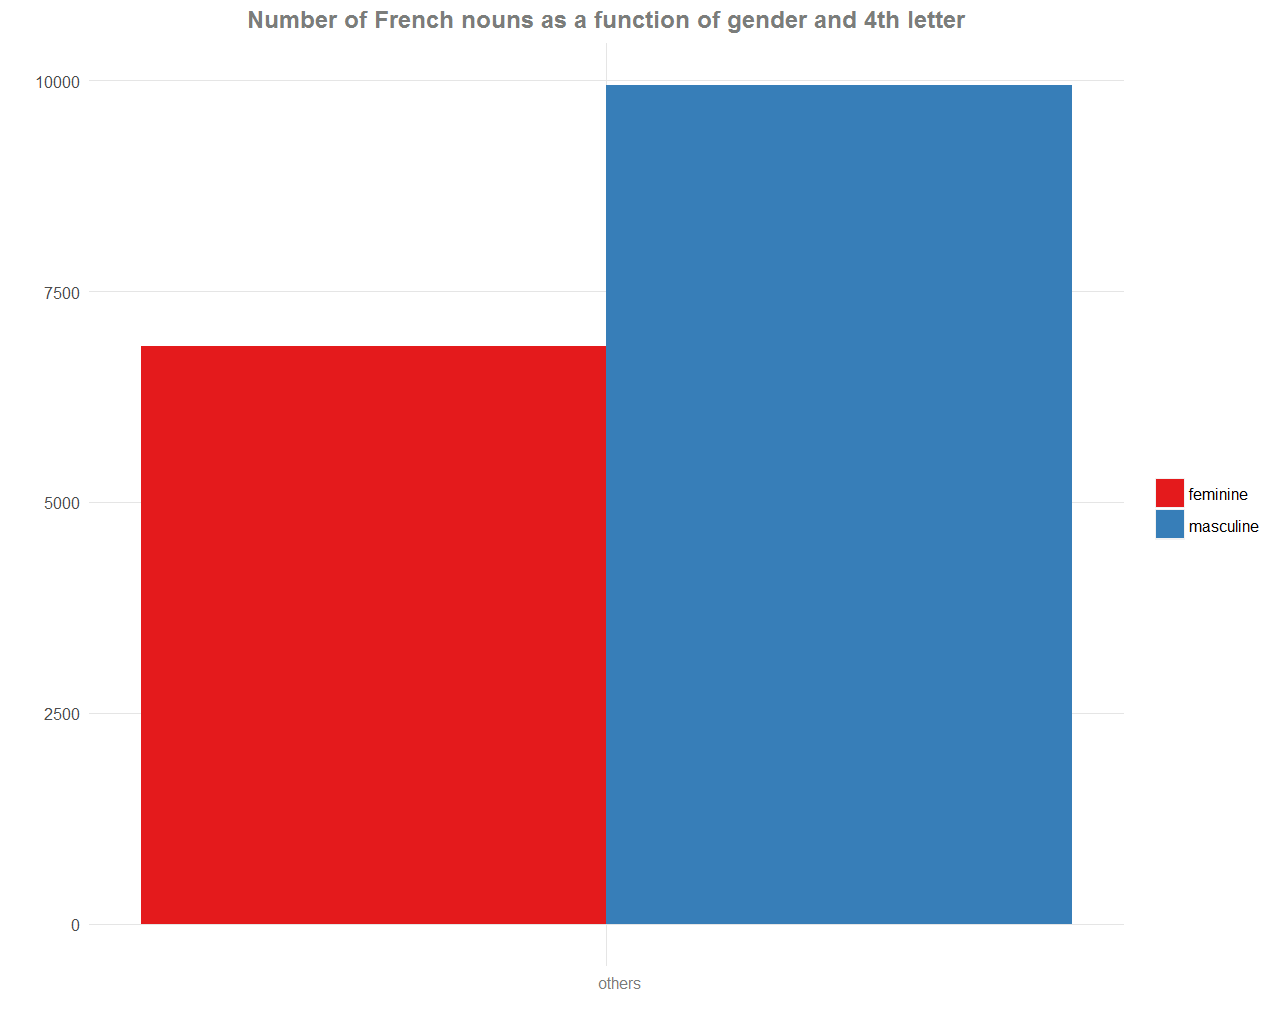 Number of French nouns as a function of gender and 4th letter
10000
7500
5000
2500
0
others
feminine
masculine